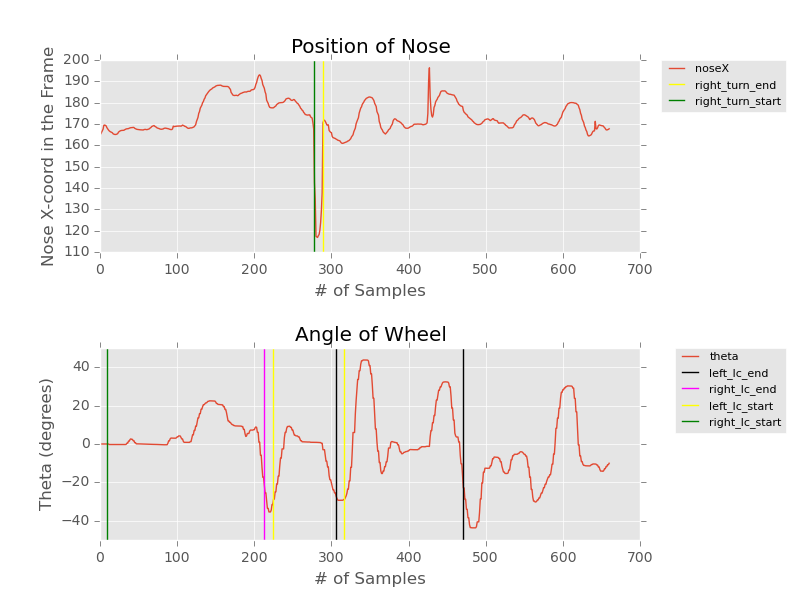 Position of Nose
Nose X-coord in the Frame
200
190
180
170
160
150
140
130
120
110
0 100 200 300 400 500 600 700
# of Samples
noseX
right_turn_end
right_turn_start
Angle of Wheel
Theta (degrees)
40
20
0
−20
−40
0 100 200 300 400 500 600 700
# of Samples
theta
left_lc_end
right_lc_end
left_lc_start
right_lc_start